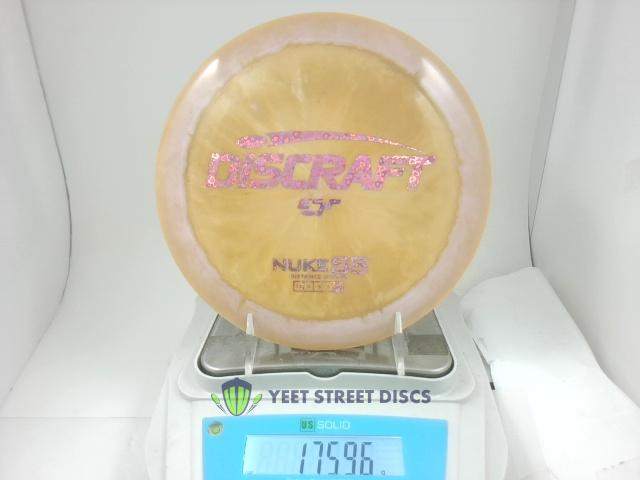 DISCRAFT
ESP
NUKE SS
DISTANCE DRIVER
YEET STREET DISCS
US SOLID
175.96 g